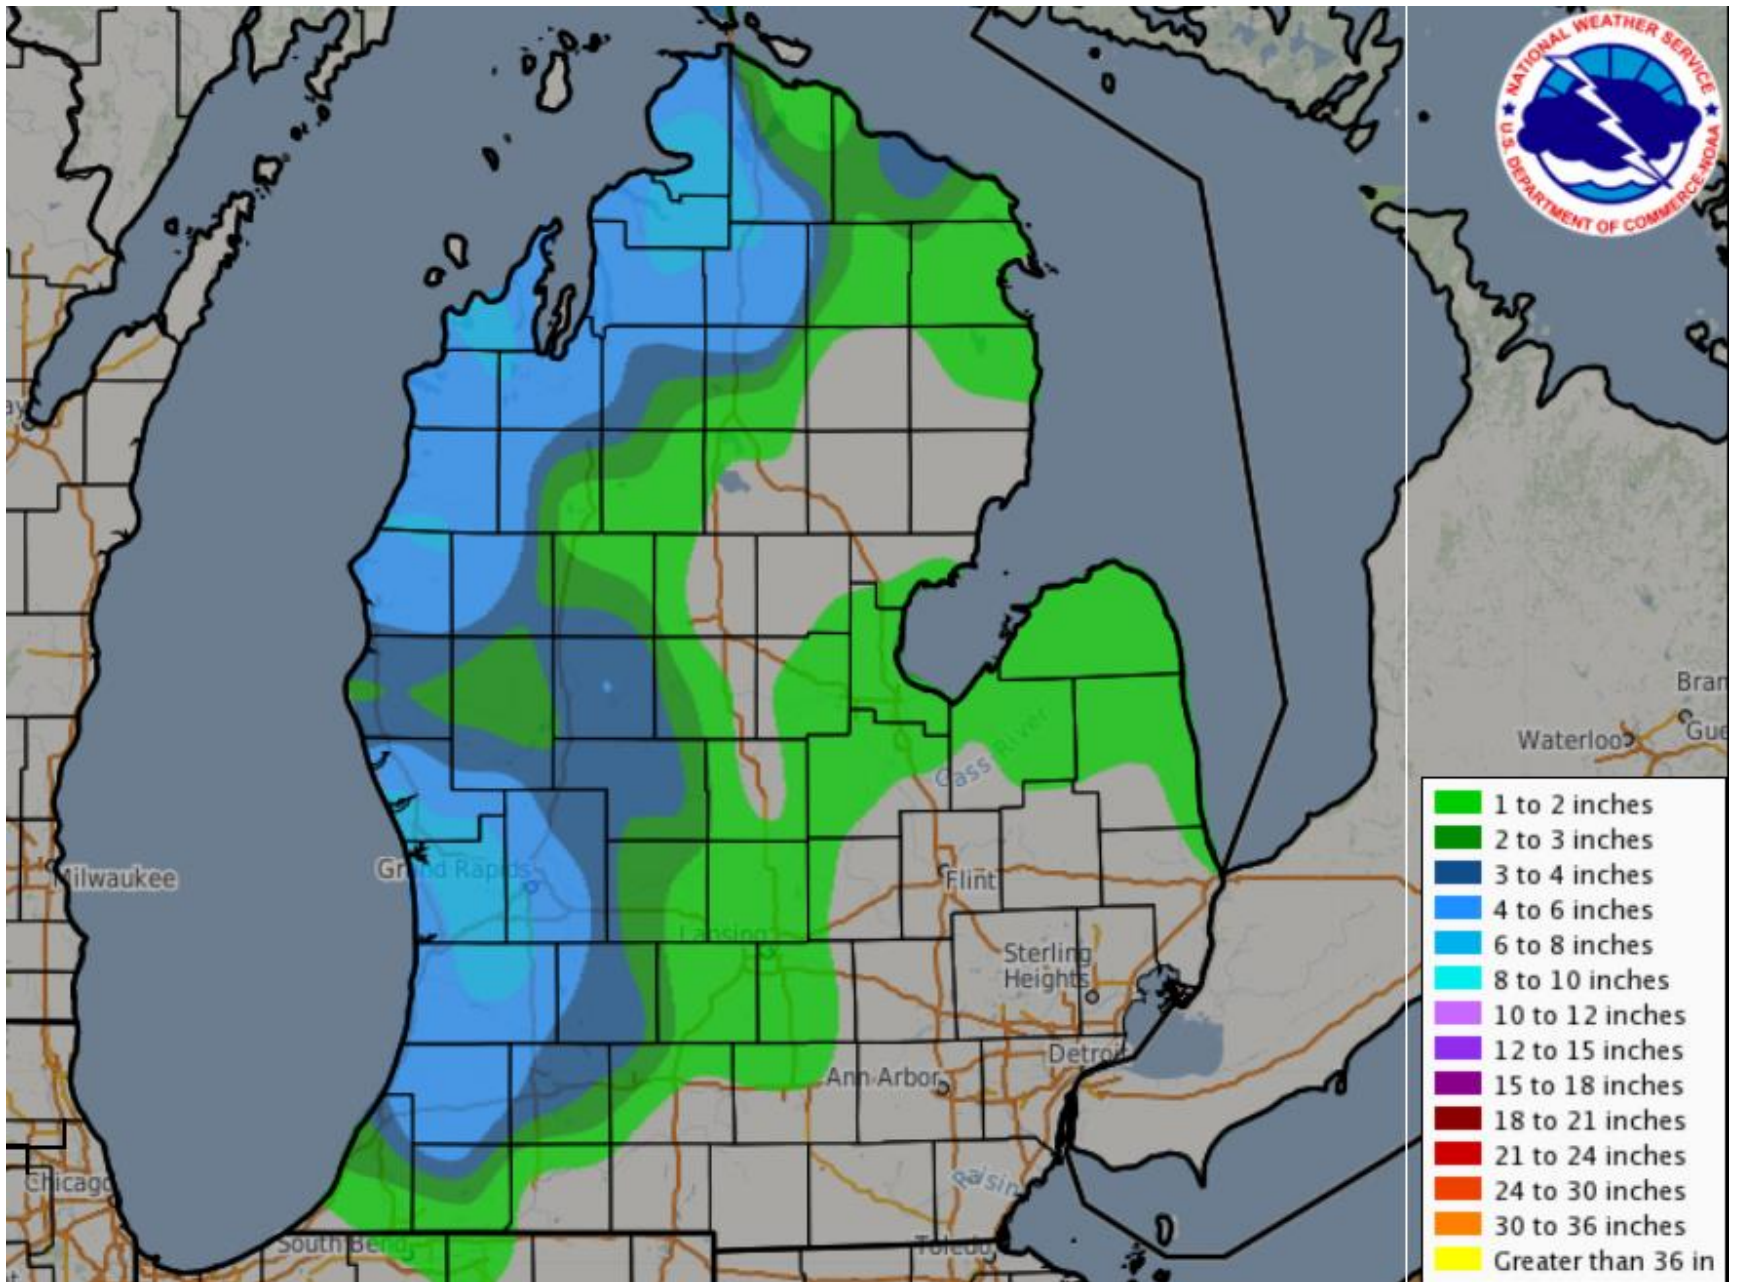 NATIONAL WEATHER SERVICE
U.S. DEPARTMENT OF COMMERCE-NOAA
ay
Bran
Gue
Waterloo
Cass River
1 to 2 inches
2 to 3 inches
3 to 4 inches
4 to 6 inches
6 to 8 inches
8 to 10 inches
10 to 12 inches
12 to 15 inches
15 to 18 inches
18 to 21 inches
21 to 24 inches
24 to 30 inches
30 to 36 inches
Greater than 36 in
Milwaukee
Grand Rapids
Flint
Lansing
Sterling
Heights
Detroit
Ann Arbor
Raisin
Chicago
South Bend
Toledo